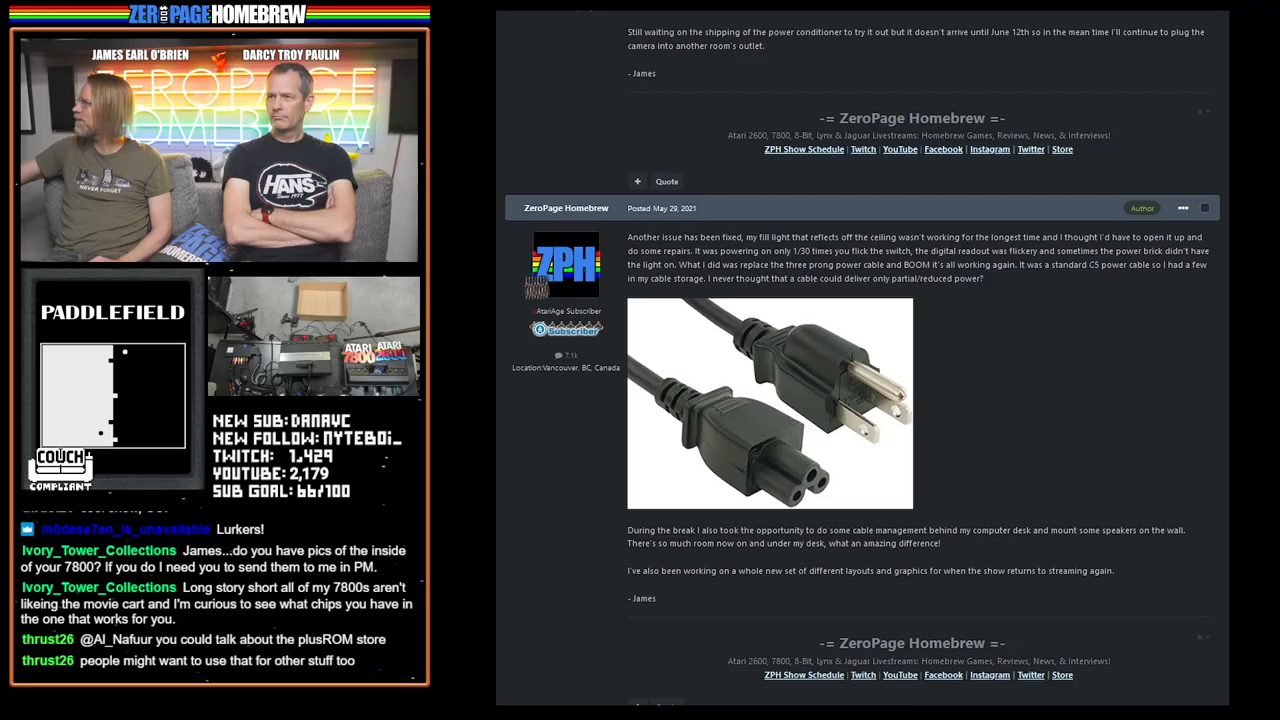 ZEROPAGE HOMEBREW
JAMES EARL O'BRIEN
DARCY TROY PAULIN
ZEROPAGE
HOMEBREW
NEVER FORGET
HANS
Since 1977
PADDLEFIELD
COUCH
COMPLIANT
ATARI
7800
ATARI
2600
NEW SUB: DANAVC
NEW FOLLOW: NYTEBOI_
TWITCH: 1,429
YOUTUBE: 2,179
SUB GOAL: 66/100
m0dese7en_is_unavailable Lurkers!
Ivory_Tower_Collections James...do you have pics of the inside
of your 7800? If you do I need you to send them to me in PM.
Ivory_Tower_Collections Long story short all of my 7800s aren't
likeing the movie cart and I'm curious to see what chips you have in
the one that works for you.
thrust26 @Al_Nafuur you could talk about the plusROM store
thrust26 people might want to use that for other stuff too
Still waiting on the shipping of the power conditioner to try it out but it doesn't arrive until June 12th so in the mean time I'll continue to plug the
camera into another room's outlet.
- James
-= ZeroPage Homebrew =-
Atari 2600, 7800, 8-Bit, Lynx & Jaguar Livestreams: Homebrew Games, Reviews, News, & Interviews!
ZPH Show Schedule | Twitch | YouTube | Facebook | Instagram | Twitter | Store
+ Quote
ZeroPage Homebrew
Posted May 29, 2021
Author
ZPH
AtariAge Subscriber
Subscriber
7.1k
Location:Vancouver, BC, Canada
Another issue has been fixed, my fill light that reflects off the ceiling wasn't working for the longest time and I thought I'd have to open it up and
do some repairs. It was powering on only 1/30 times you flick the switch, the digital readout was flickery and sometimes the power brick didn't have
the light on. What I did was replace the three prong power cable and BOOM it's all working again. It was a standard C5 power cable so I had a few
in my cable storage. I never thought that a cable could deliver only partial/reduced power?
During the break I also took the opportunity to do some cable management behind my computer desk and mount some speakers on the wall.
There's so much room now on and under my desk, what an amazing difference!
I've also been working on a whole new set of different layouts and graphics for when the show returns to streaming again.
- James
-= ZeroPage Homebrew =-
Atari 2600, 7800, 8-Bit, Lynx & Jaguar Livestreams: Homebrew Games, Reviews, News, & Interviews!
ZPH Show Schedule | Twitch | YouTube | Facebook | Instagram | Twitter | Store